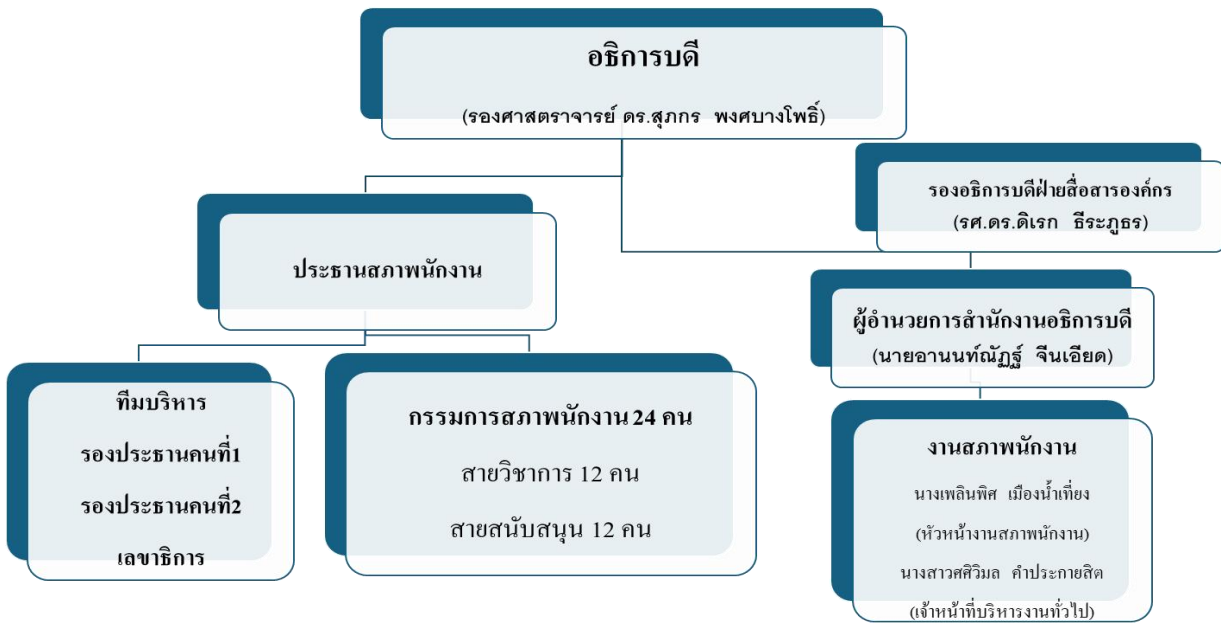 อธิการบดี
(รองศาสตราจารย์ ดร.สุภกร พงศบางโพธิ์)
รองอธิการบดีฝ่ายสื่อสารองค์กร
(รศ.ดร.ดิเรก ธีระภูธร)
ประธานสภาพนักงาน
ผู้อำนวยการสำนักงานอธิการบดี
(นายอานนท์ณัฏฐ์ จีนเอียด)
ทีมบริหาร
รองประธานคนที่1
รองประธานคนที่2
เลขาธิการ
กรรมการสภาพนักงาน 24 คน
สายวิชาการ 12 คน
สายสนับสนุน 12 คน
งานสภาพนักงาน
นางเพลินพิศ เมืองน้ำเที่ยง
(หัวหน้างานสภาพนักงาน)
นางสาวศศิวิมล คำประกายสิต
(เจ้าหน้าที่บริหารงานทั่วไป)